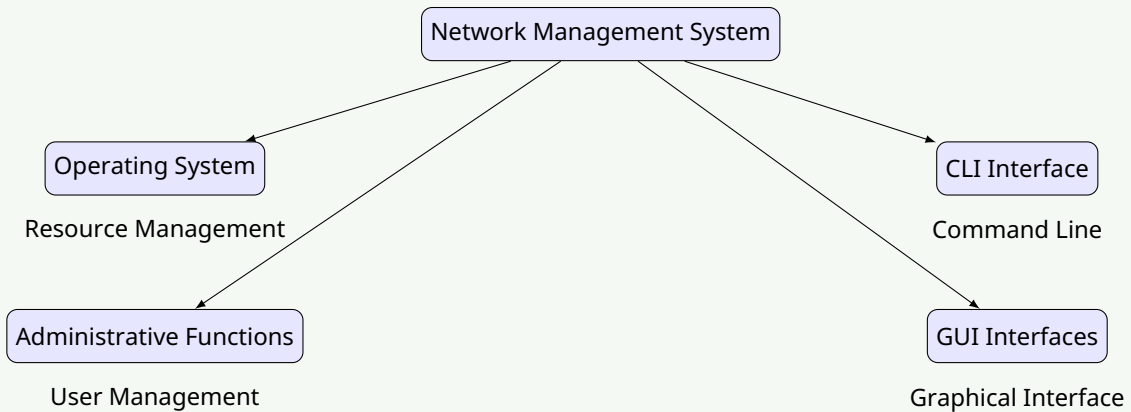 Network Management System
Operating System
CLI Interface
Resource Management
Command Line
Administrative Functions
GUI Interfaces
User Management
Graphical Interface